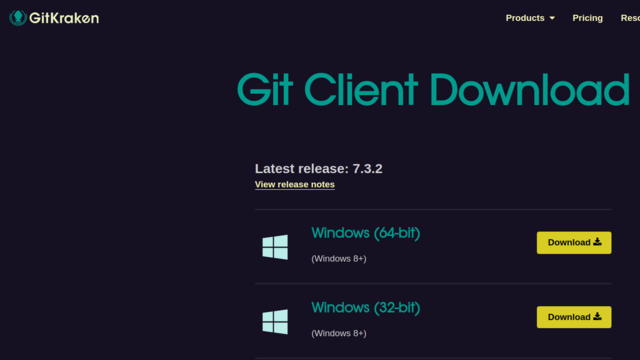 GitKraken
Products
Pricing
Git Client Download
Latest release: 7.3.2
View release notes
Windows (64-bit)
Download
(Windows 8+)
Windows (32-bit)
Download
(Windows 8+)